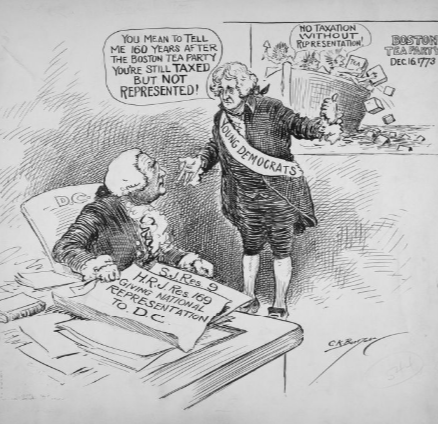 YOU MEAN TO TELL
ME 160 YEARS AFTER
THE BOSTON TEA PARTY
YOU'RE STILL TAXED
BUT NOT
REPRESENTED!
NO TAXATION
WITHOUT
REPRESENTATION!
TEA
BOSTON
TEA PARTY
DEC. 16. 1773
YOUNG DEMOCRATS
D.C.
S.J. RES 9
H.R.J. RES 169
GIVING NATIONAL
REPRESENTATION
TO D.C.